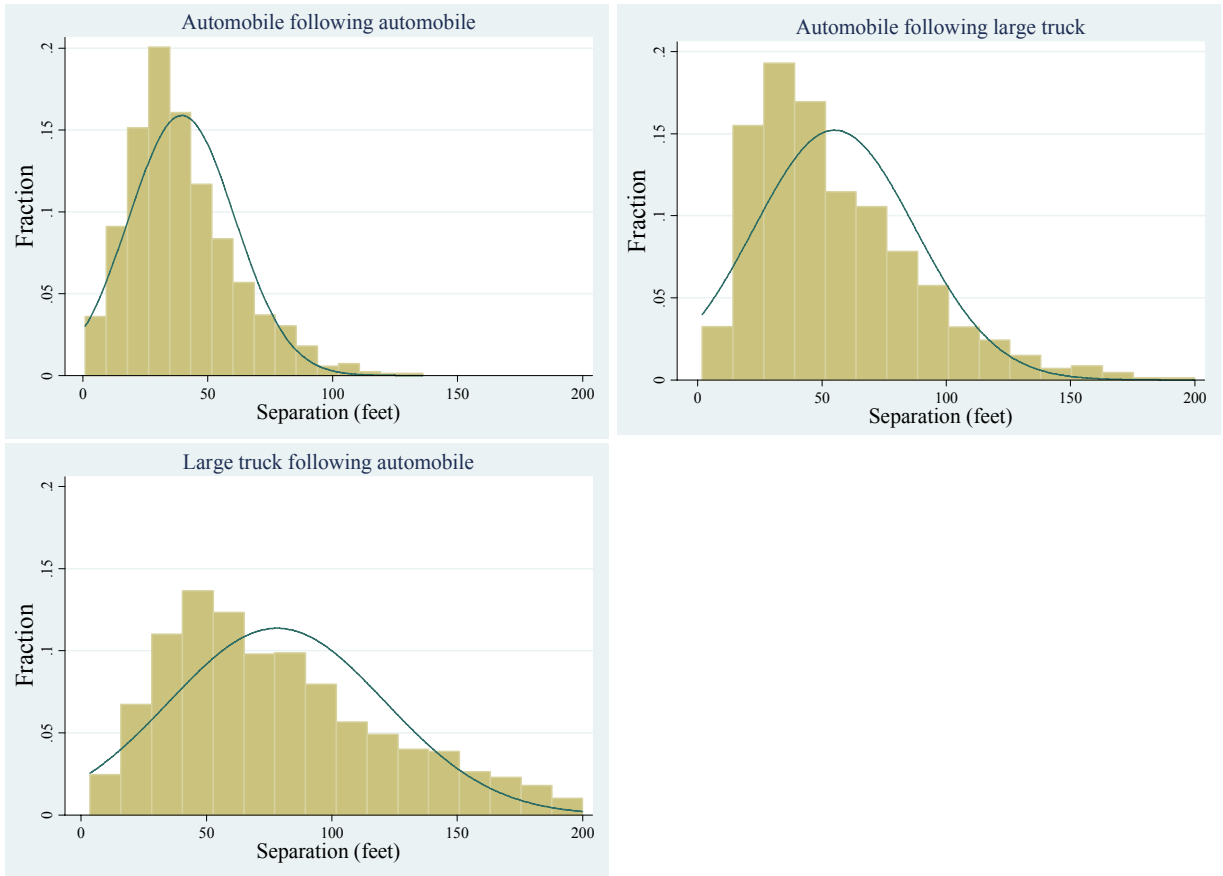 Automobile following automobile
.2
.15
.1
.05
0
Fraction
0 50 100 150 200
Separation (feet)
Automobile following large truck
.2
.15
.1
.05
0
Fraction
0 50 100 150 200
Separation (feet)
Large truck following automobile
.2
.15
.1
.05
0
Fraction
0 50 100 150 200
Separation (feet)